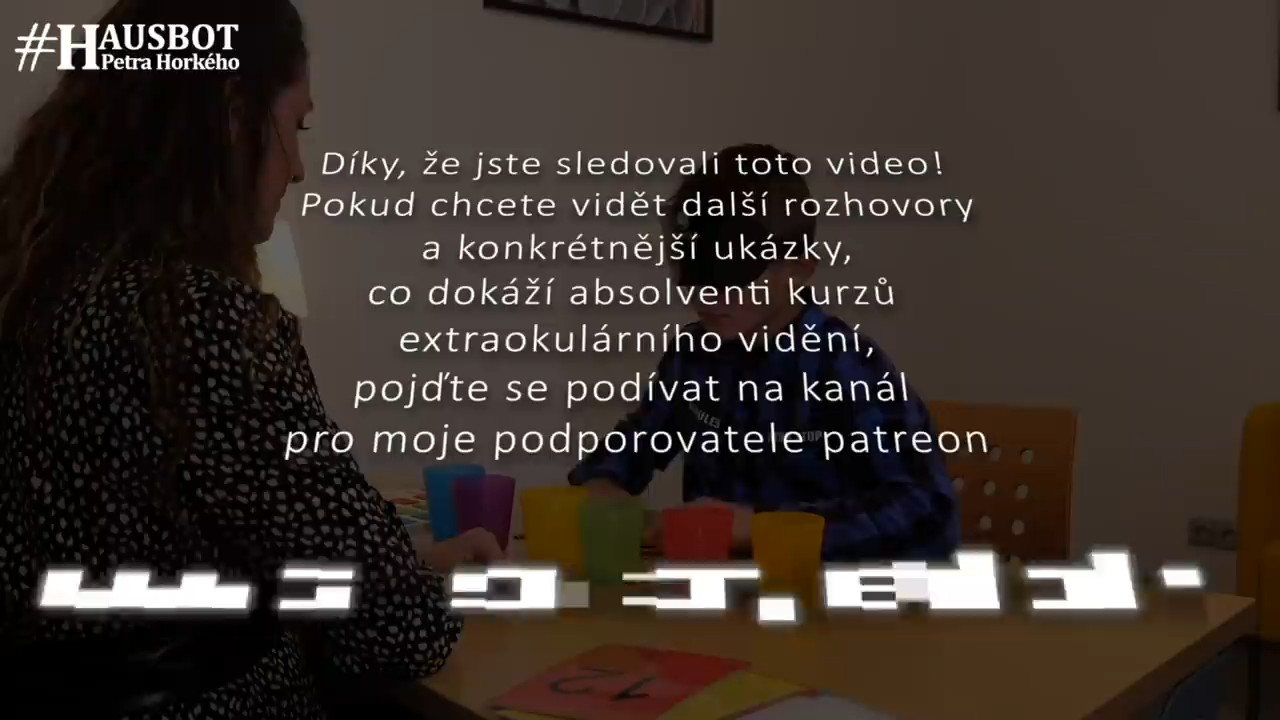 #HAUSBOT
Petra Horkého
Díky, že jste sledovali toto video!
Pokud chcete vidět další rozhovory
a konkrétnější ukázky,
co dokáží absolventi kurzů
extraokulárního vidění,
pojďte se podívat na kanál
pro moje podporovatele patreon
12